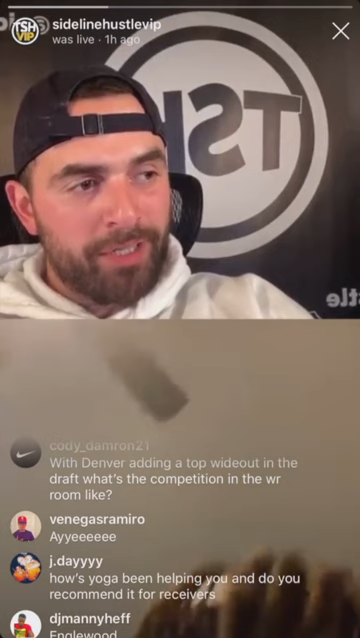 TSH
VIP
sidelinehustlevip
was live · 1h ago
TSH
cody_damron21
With Denver adding a top wideout in the
draft what's the competition in the wr
room like?
venegasramiro
Ayyeeeeee
j.dayyyy
how's yoga been helping you and do you
recommend it for receivers
djmannyheff
Englewood